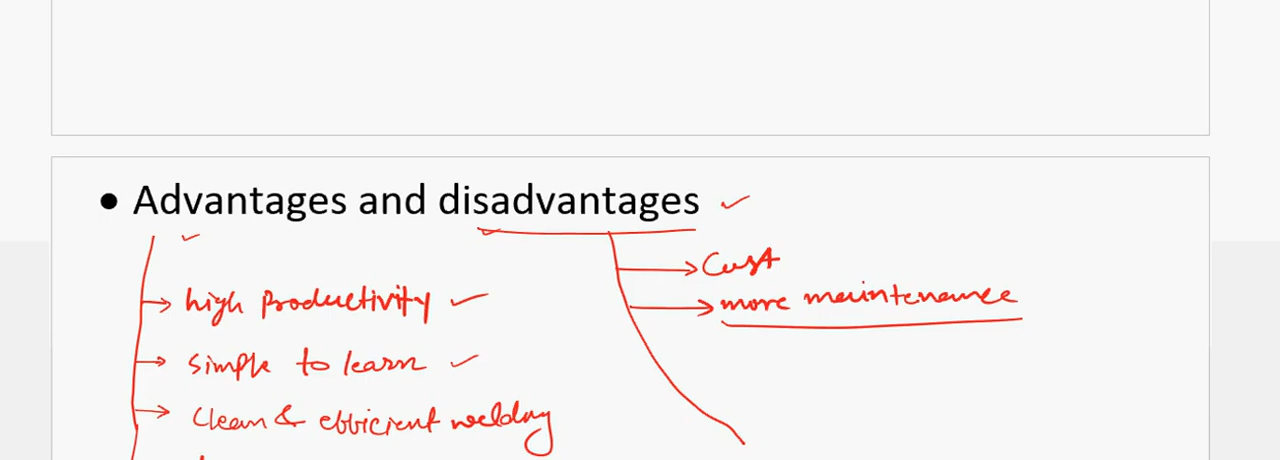 • Advantages and disadvantages
high productivity
simple to learn
clean & efficient welding
Cost
more maintenance